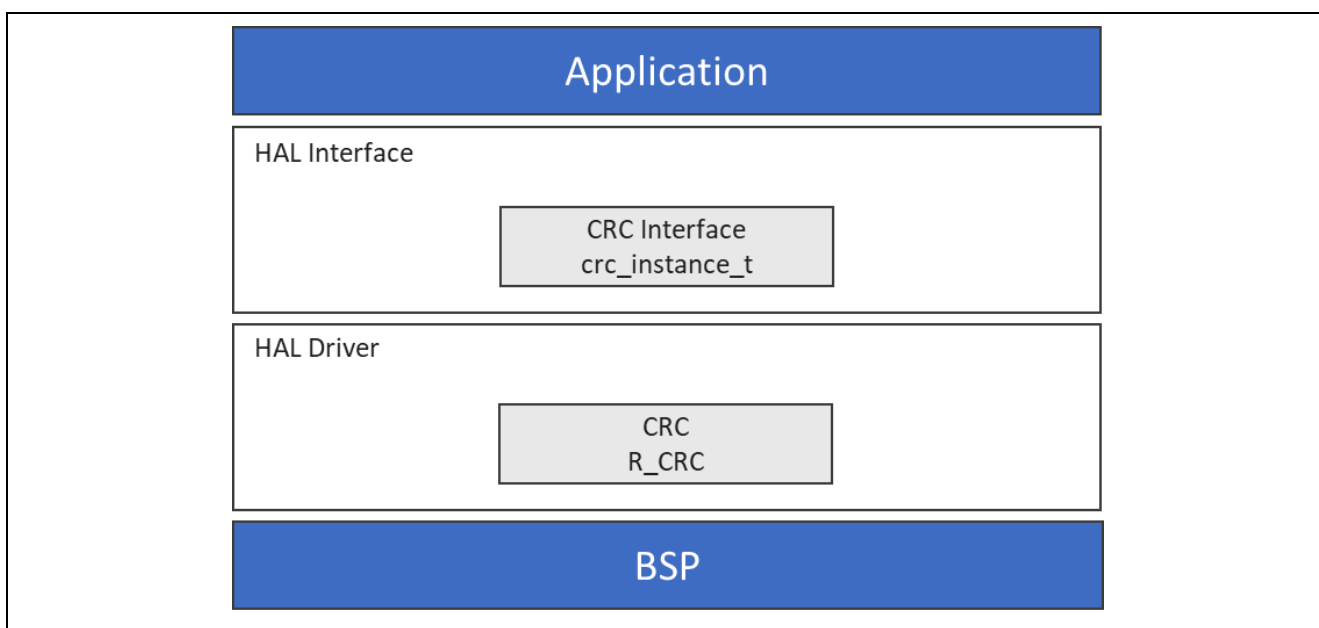 Application
HAL Interface
CRC Interface
crc_instance_t
HAL Driver
CRC
R_CRC
BSP